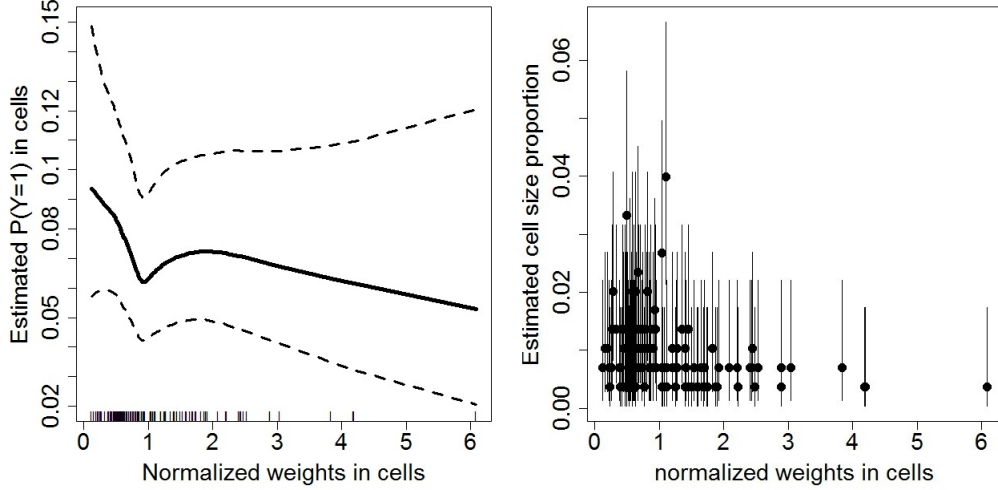 Estimated P(Y=1) in cells
0.15
0.12
0.1
0.08
0.05
0.02
0 1 2 3 4 5 6
Normalized weights in cells
Estimated cell size proportion
0.06
0.04
0.02
0.00
0 1 2 3 4 5 6
normalized weights in cells